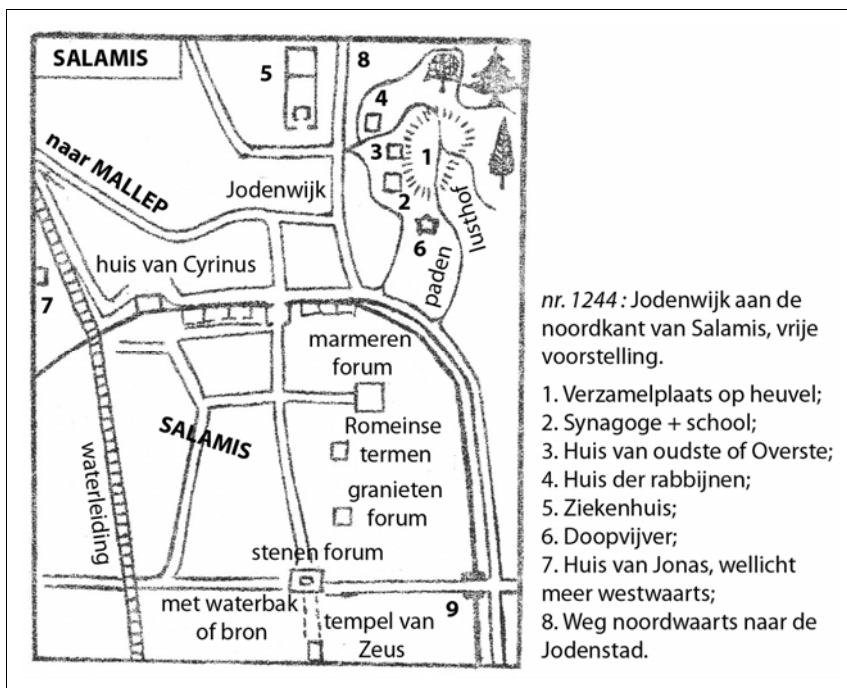 SALAMIS
5
8
4
naar MALLEP
3
1
Jodenwijk
2
lusthof
6
paden
huis van Cyrinus
7
marmeren
forum
SALAMIS
Romeinse
termen
waterleiding
granieten
forum
stenen forum
met waterbak
of bron
9
tempel van
Zeus
nr. 1244 : Jodenwijk aan de
noordkant van Salamis, vrije
voorstelling.
1. Verzamelplaats op heuvel;
2. Synagoge + school;
3. Huis van oudste of Overste;
4. Huis der rabbijnen;
5. Ziekenhuis;
6. Doopvijver;
7. Huis van Jonas, wellicht
meer westwaarts;
8. Weg noordwaarts naar de
Jodenstad.